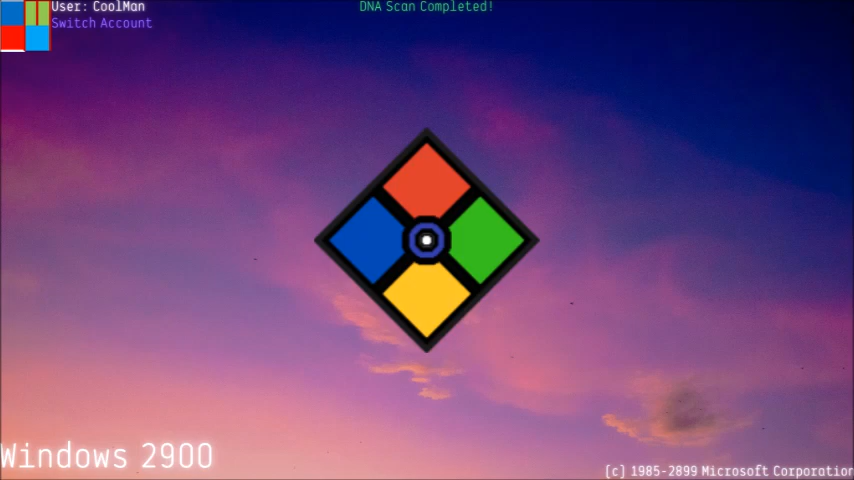 User: CoolMan
Switch Account
DNA Scan Completed!
Windows 2900
(c) 1985-2899 Microsoft Corporation